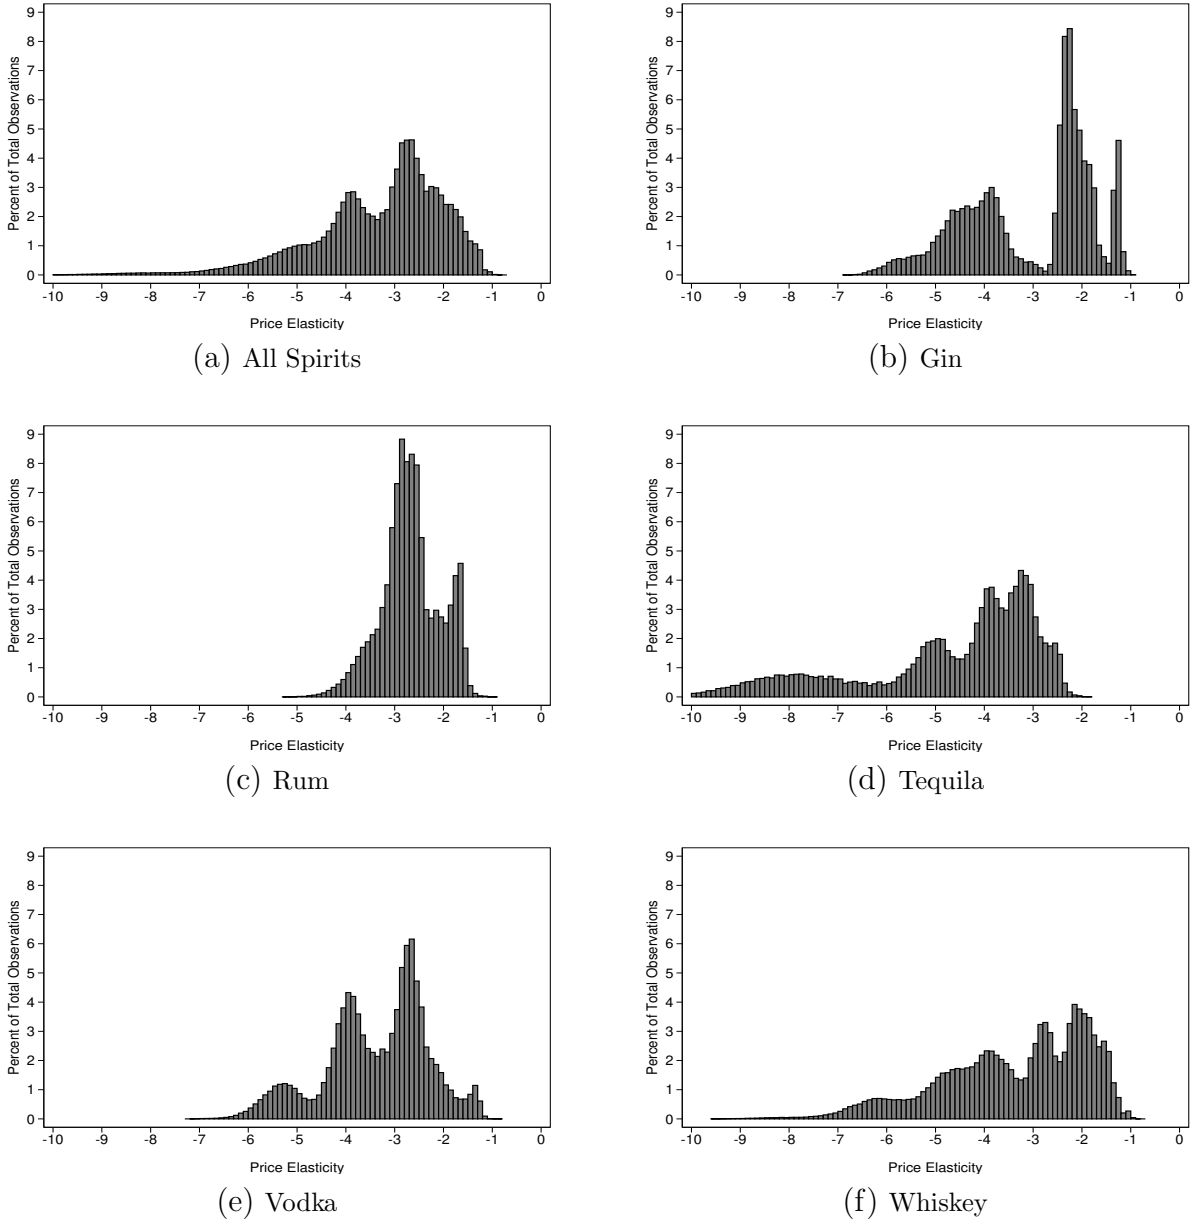 Percent of Total Observations
9
8
7
6
5
4
3
2
1
0
-10 -9 -8 -7 -6 -5 -4 -3 -2 -1 0
Price Elasticity
(a) All Spirits
Percent of Total Observations
9
8
7
6
5
4
3
2
1
0
-10 -9 -8 -7 -6 -5 -4 -3 -2 -1 0
Price Elasticity
(b) Gin
Percent of Total Observations
9
8
7
6
5
4
3
2
1
0
-10 -9 -8 -7 -6 -5 -4 -3 -2 -1 0
Price Elasticity
(c) Rum
Percent of Total Observations
9
8
7
6
5
4
3
2
1
0
-10 -9 -8 -7 -6 -5 -4 -3 -2 -1 0
Price Elasticity
(d) Tequila
Percent of Total Observations
9
8
7
6
5
4
3
2
1
0
-10 -9 -8 -7 -6 -5 -4 -3 -2 -1 0
Price Elasticity
(e) Vodka
Percent of Total Observations
9
8
7
6
5
4
3
2
1
0
-10 -9 -8 -7 -6 -5 -4 -3 -2 -1 0
Price Elasticity
(f) Whiskey